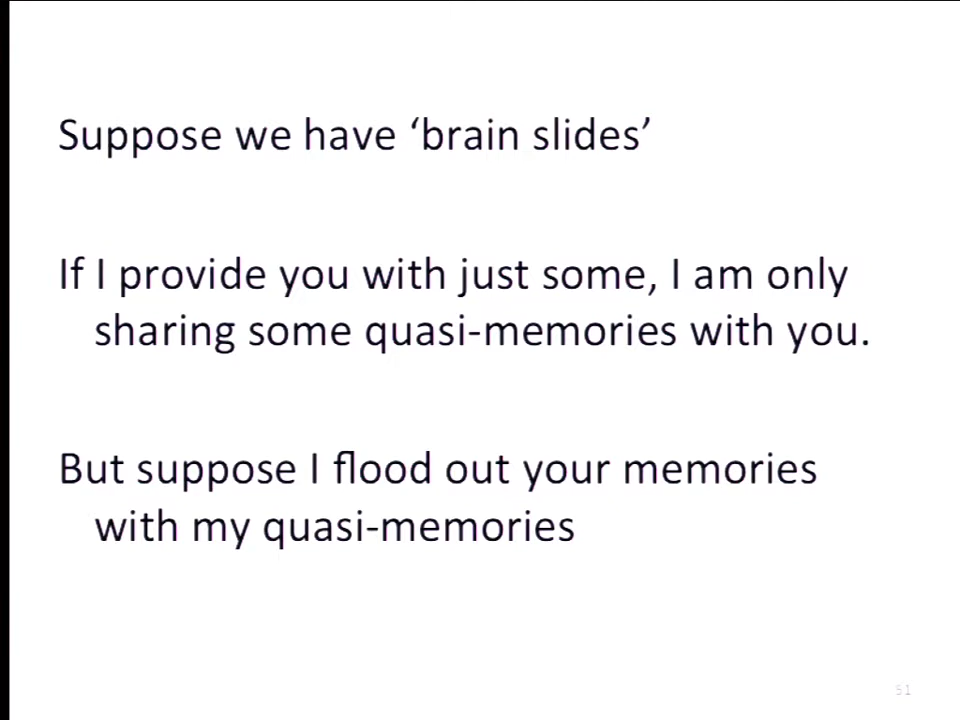 Suppose we have ‘brain slides’
If I provide you with just some, I am only
sharing some quasi-memories with you.
But suppose I flood out your memories
with my quasi-memories
51